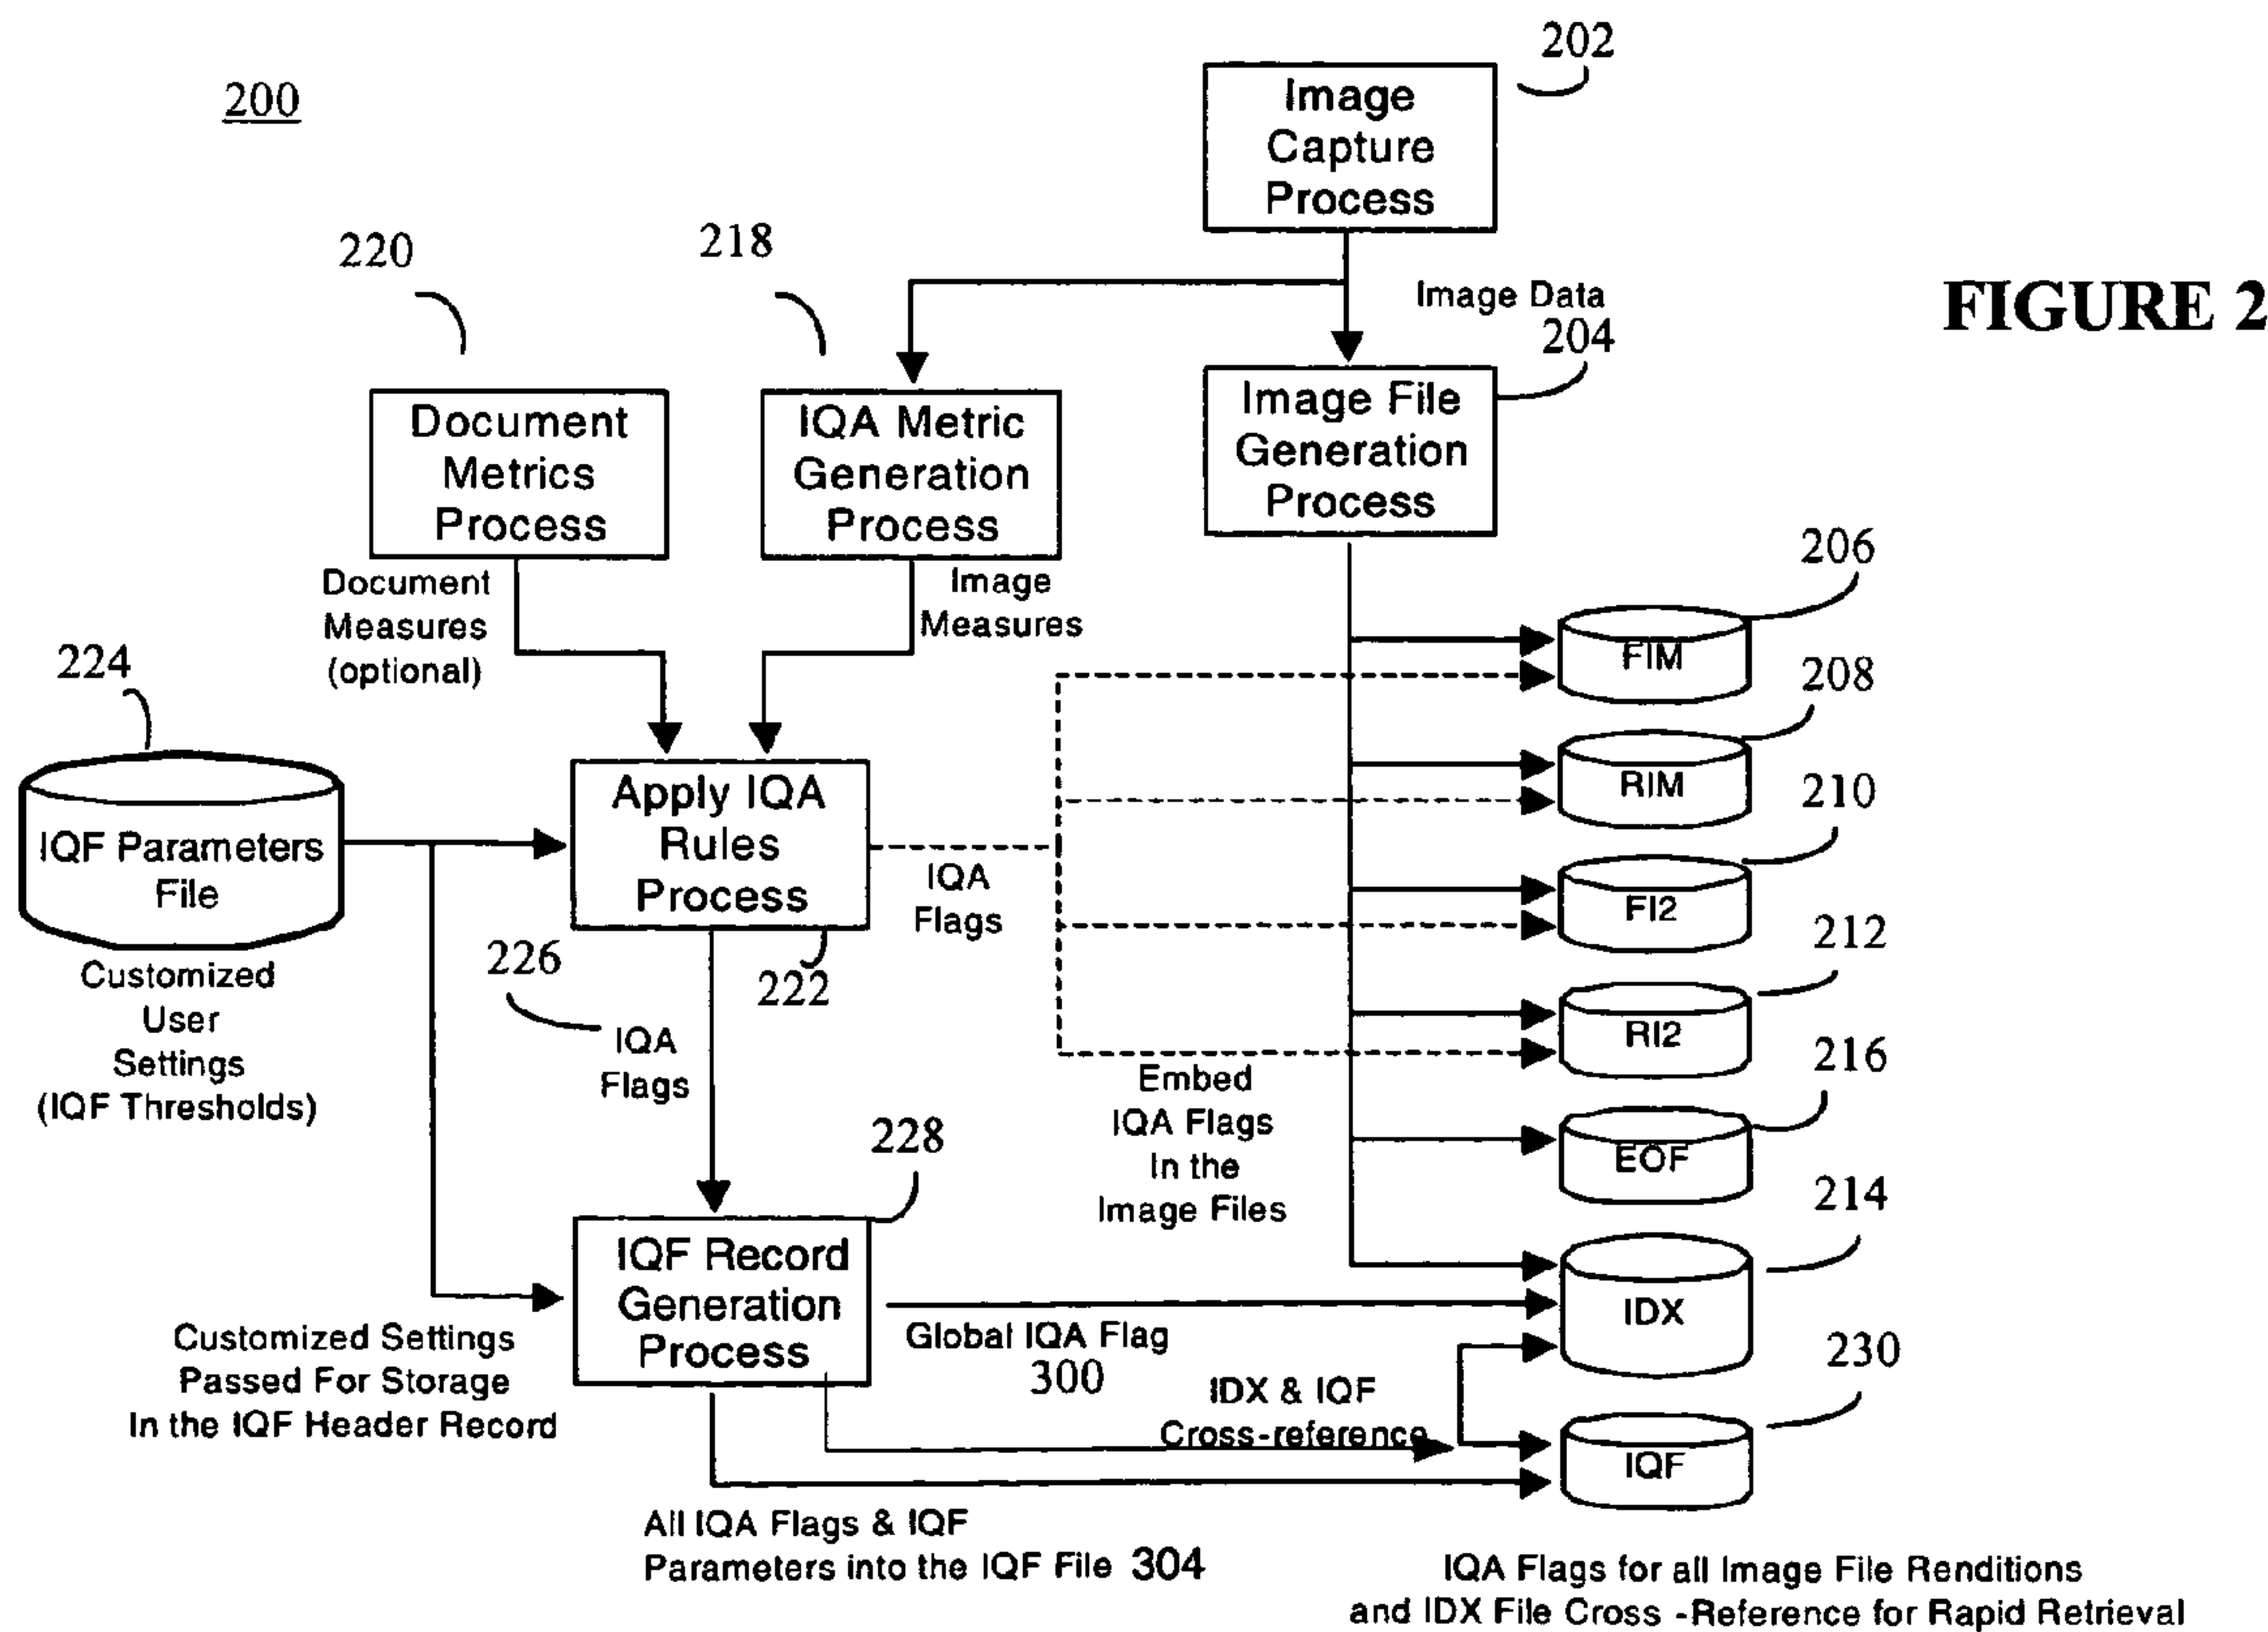 202
200
Image
Capture
Process
220
218
Image Data
FIGURE 2
204
Document
Metrics
Process
IQA Metric
Generation
Process
Image File
Generation
Process
206
Document
Measures
(optional)
Image
Measures
FIM
224
208
RIM
210
IQF Parameters
File
Apply IQA
Rules
Process
IQA
Flags
FI2
212
Customized
User
Settings
(IQF Thresholds)
226
222
IQA
Flags
RI2
216
Embed
IQA Flags
In the
Image Files
228
EOF
214
IQF Record
Generation
Process
IDX
Global IQA Flag
300
230
Customized Settings
Passed For Storage
In the IQF Header Record
IDX & IQF
Cross-reference
IQF
All IQA Flags & IQF
Parameters into the IQF File 304
IQA Flags for all Image File Renditions
and IDX File Cross -Reference for Rapid Retrieval